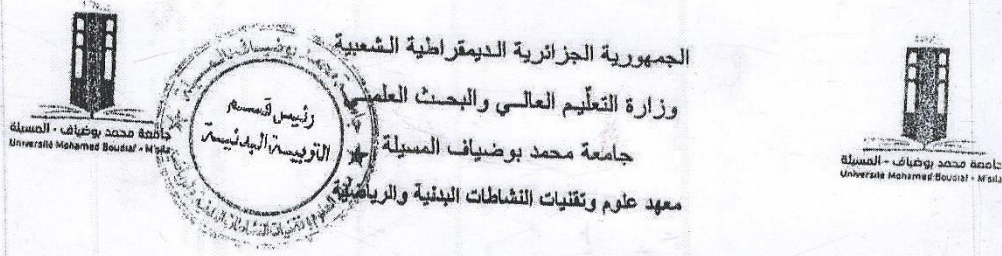 الجمهورية الجزائرية الديمقراطية الشعبية
وزارة التعليم العالي والبحث العلمي
جامعة محمد بوضياف المسيلة
معهد علوم وتقنيات النشاطات البدنية والرياضية
جامعة محمد بوضياف - المسيلة
Université Mohamed Boudiaf - M'sila
رئيس قسم
التربية البدنية
جامعة محمد بوضياف - المسيلة
Université Mohamed Boudiaf - M'sila